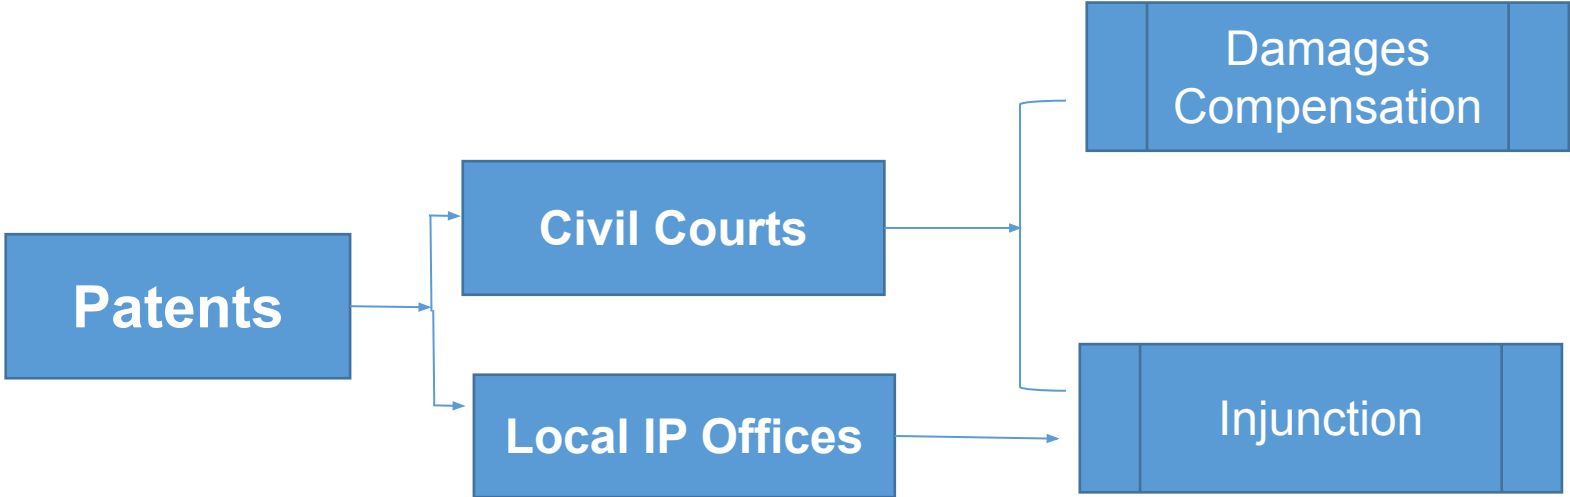 Patents
Civil Courts
Local IP Offices
Damages
Compensation
Injunction